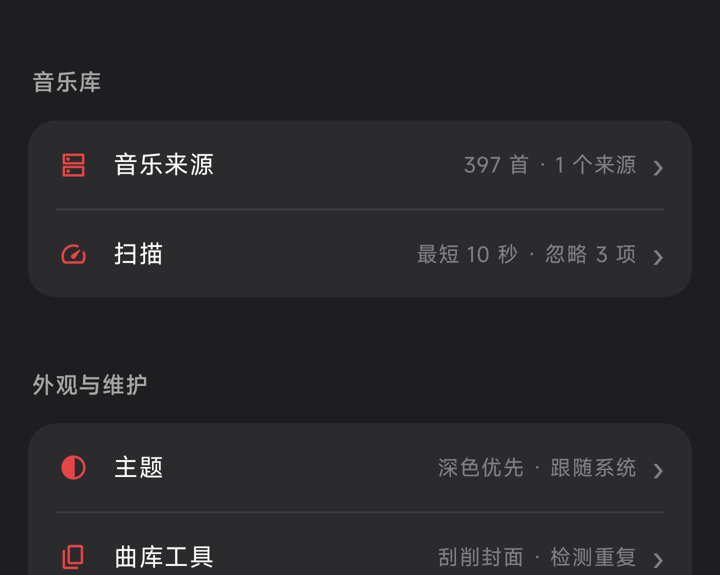 音乐库
音乐来源 397 首 · 1 个来源
扫描 最短 10 秒 · 忽略 3 项
外观与维护
主题 深色优先 · 跟随系统
曲库工具 刮削封面 · 检测重复